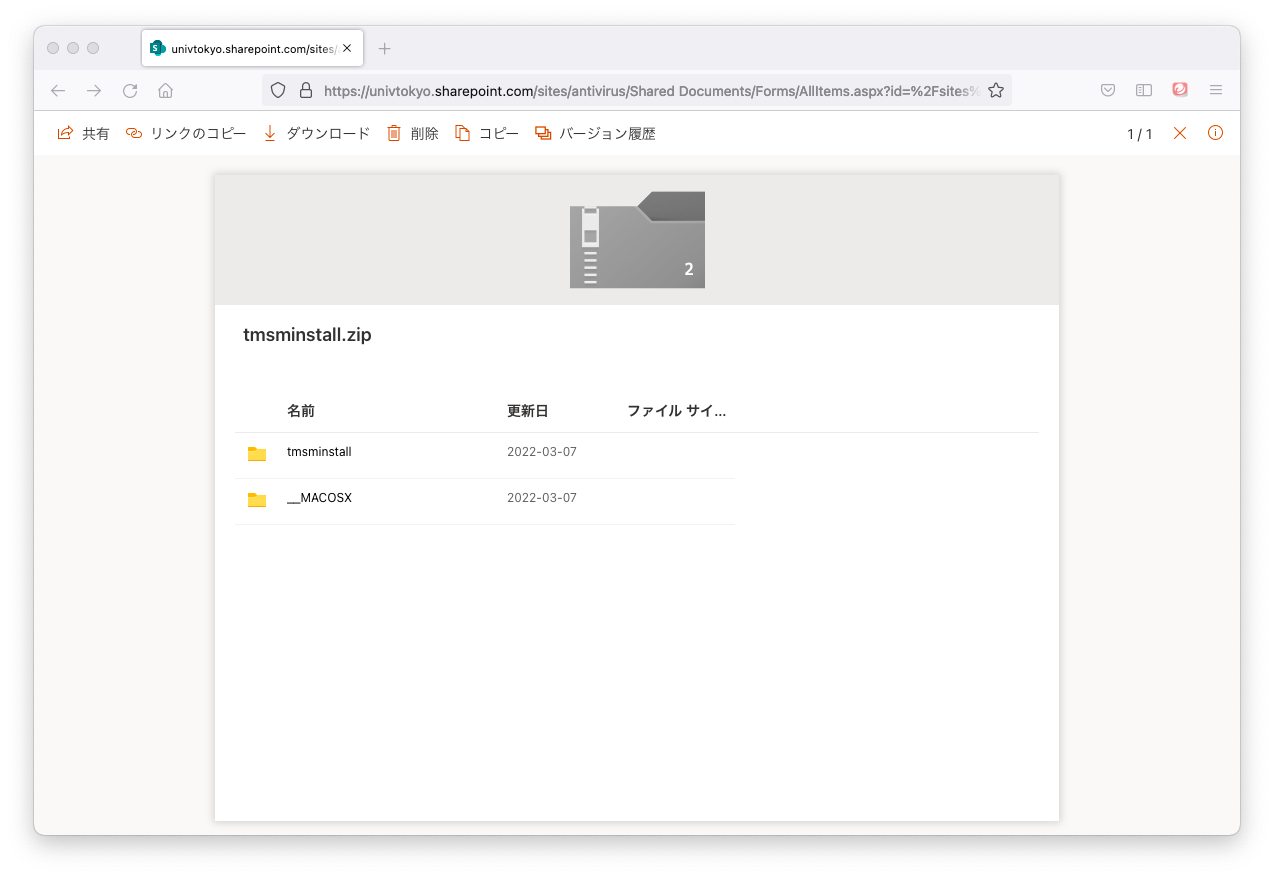 univtokyo.sharepoint.com/sites/
https://univtokyo.sharepoint.com/sites/antivirus/Shared Documents/Forms/AllItems.aspx?id=%2Fsites%
共有 リンクのコピー ダウンロード 削除 コピー バージョン履歴 1 / 1
2
tmsminstall.zip
名前 更新日 ファイル サイ...
tmsminstall 2022-03-07
__MACOSX 2022-03-07